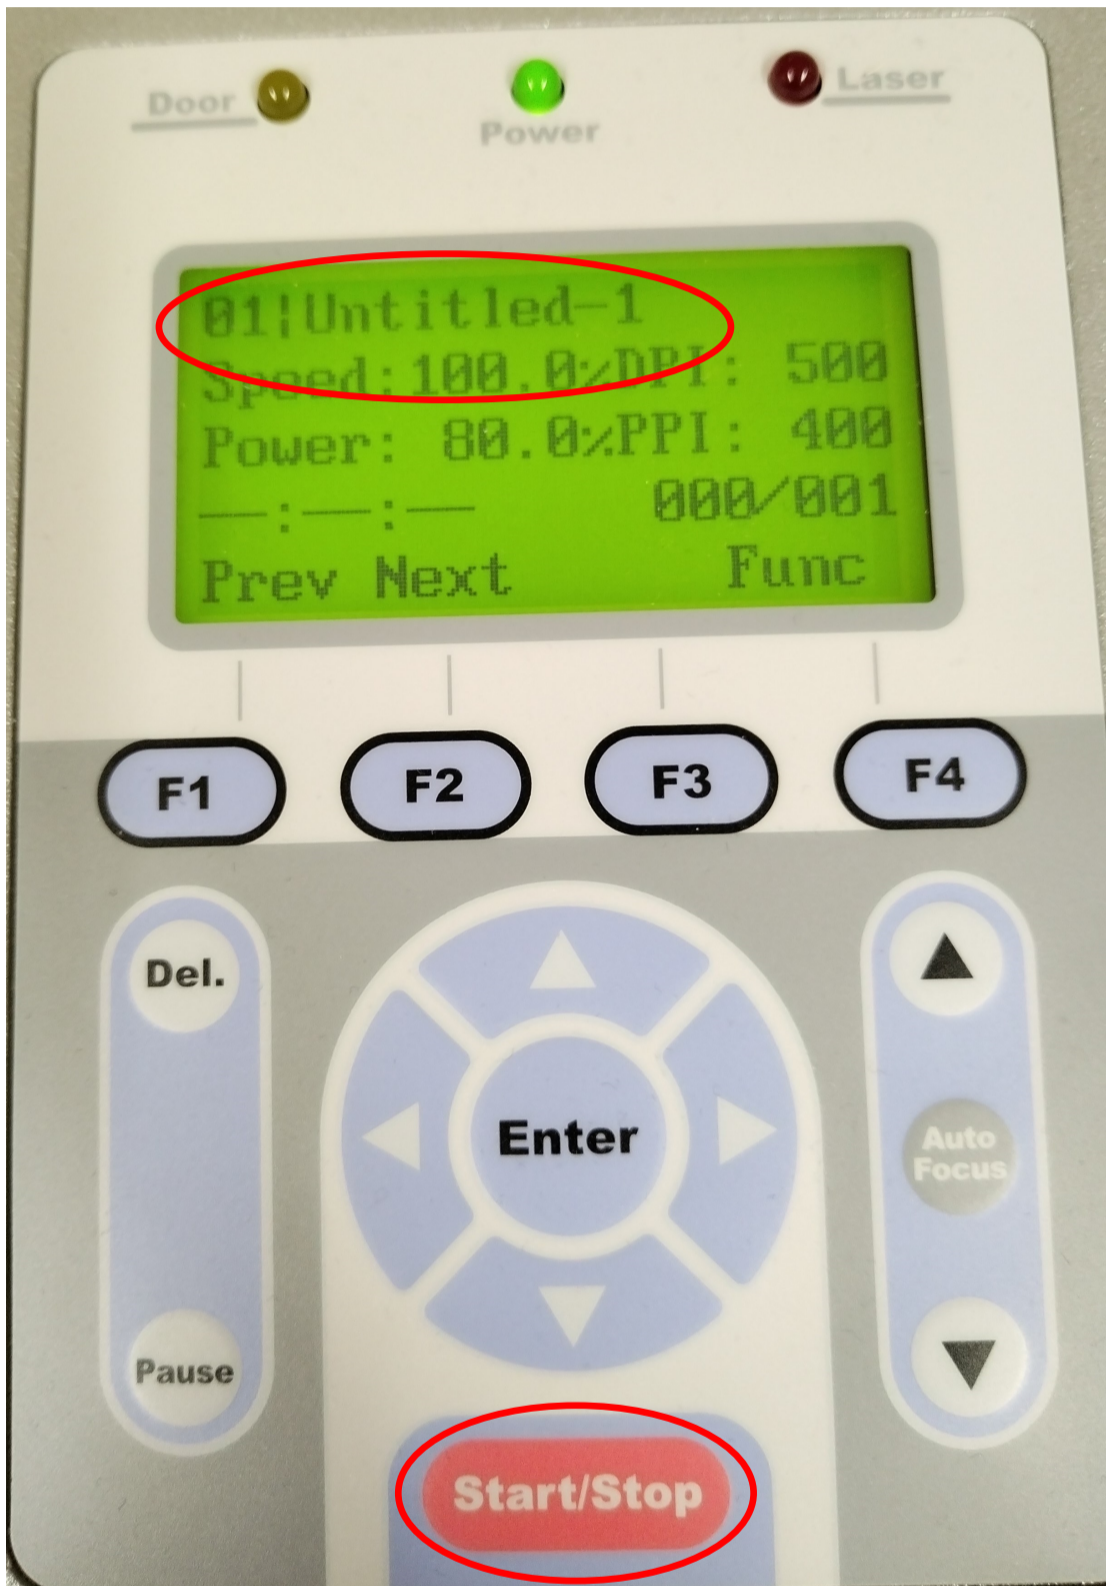 Door
Laser
Power
01¦Untitled-1
Speed:100.0%DPI: 500
Power: 80.0%PPI: 400
--:--:-- 000/001
Prev Next Func
F1 F2 F3 F4
Del.
Enter
Auto
Focus
Pause
Start/Stop